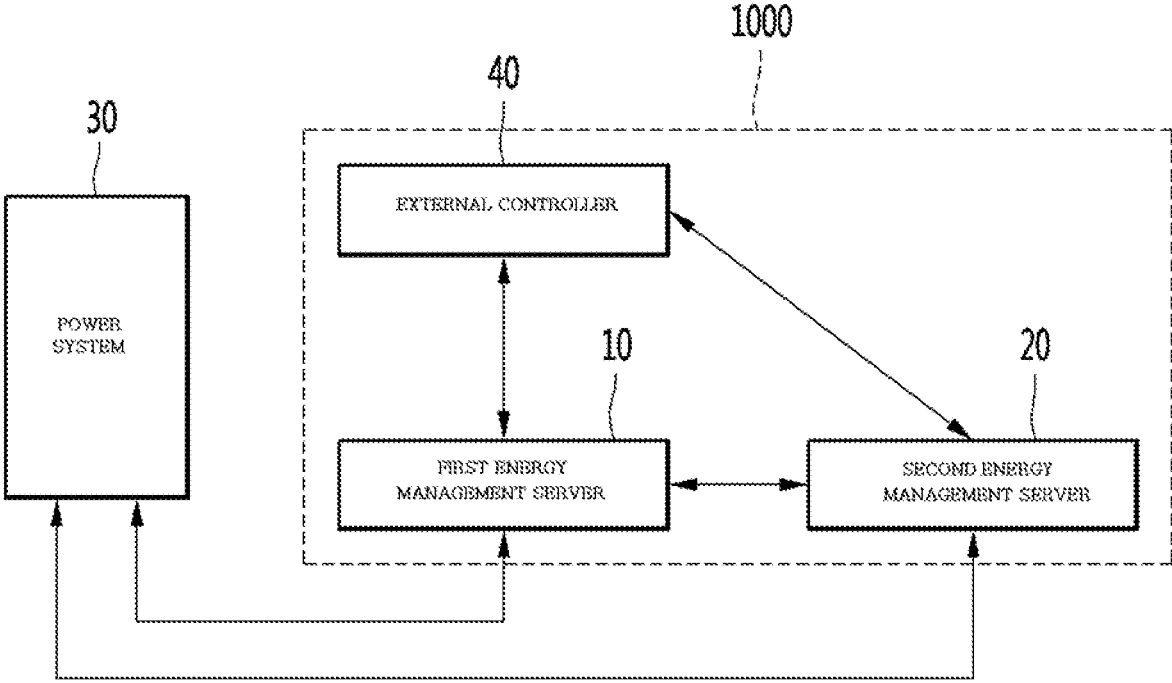 1000
40
30
EXTERNAL CONTROLLER
POWER
SYSTEM
10
20
FIRST ENERGY
MANAGEMENT SERVER
SECOND ENERGY
MANAGEMENT SERVER